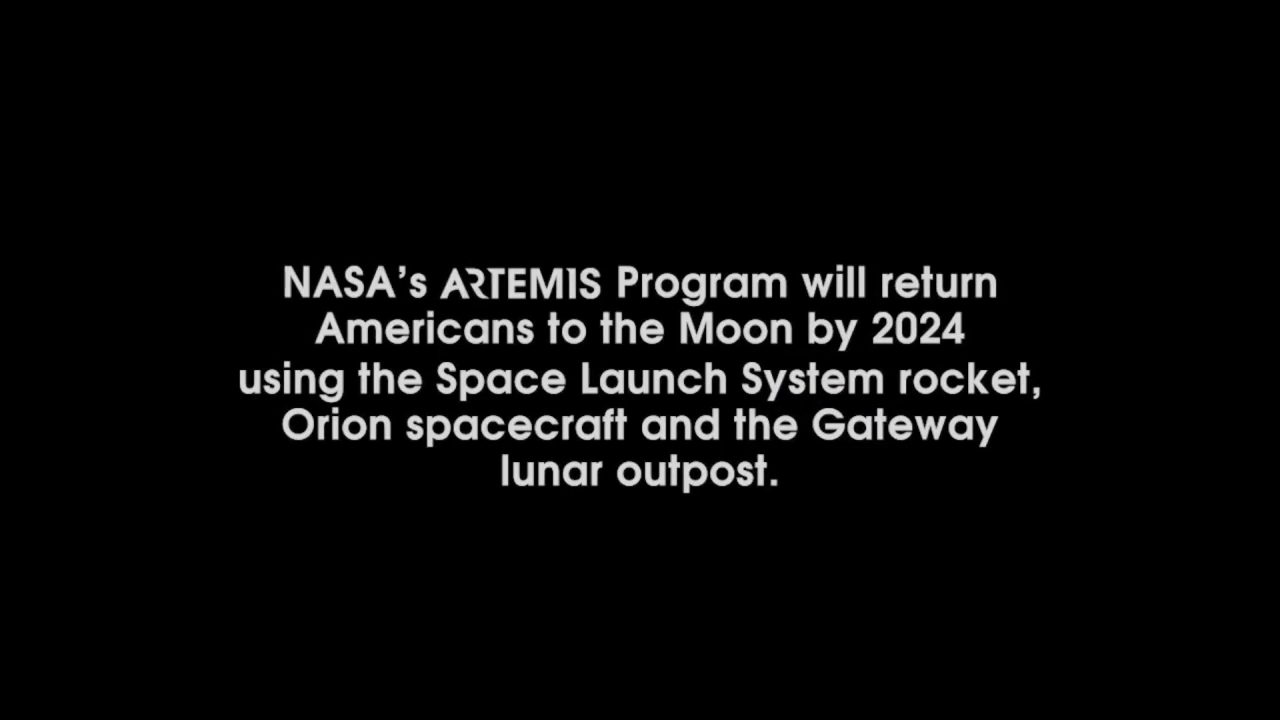 NASA’s ARTEMIS Program will return
Americans to the Moon by 2024
using the Space Launch System rocket,
Orion spacecraft and the Gateway
lunar outpost.